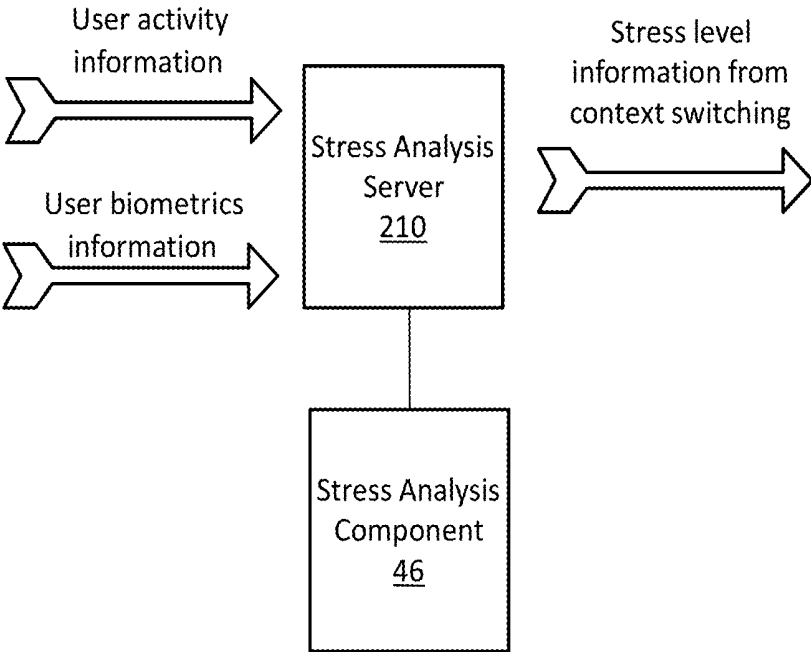 User activity
information
User biometrics
information
Stress Analysis
Server
210
Stress level
information from
context switching
Stress Analysis
Component
46